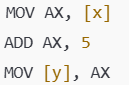 MOV AX, [x]
ADD AX, 5
MOV [y], AX